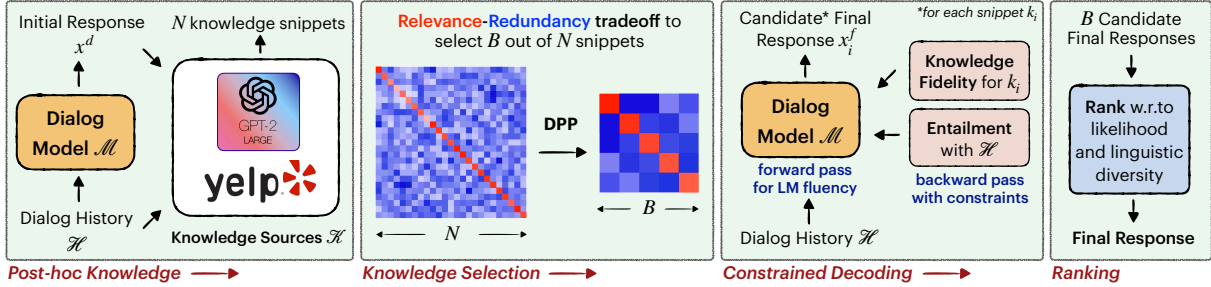 Initial Response
x^d
N knowledge snippets
Dialog
Model ℳ
GPT-2
LARGE
yelp
Dialog History
ℋ
Knowledge Sources 𝒦
Post-hoc Knowledge
Relevance-Redundancy tradeoff to
select B out of N snippets
DPP
N
B
Knowledge Selection
Candidate* Final
Response x_i^f
*for each snippet k_i
Knowledge
Fidelity for k_i
Dialog
Model ℳ
Entailment
with ℋ
forward pass
for LM fluency
backward pass
with constraints
Dialog History ℋ
Constrained Decoding
B Candidate
Final Responses
Rank w.r.to
likelihood
and linguistic
diversity
Final Response
Ranking